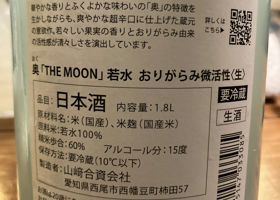 華やかな香りとふくよかな味わいの「奥」の特徴を
生かしながらも、爽やかな超辛口に仕上げた蔵元
の意欲作。若々しい果実の香りとおりがらみ由来
の活性感が清々しさを演出しています。
詳しくは
こちら
奥「THE MOON」若水 おりがらみ微活性〈生〉
品目:日本酒 内容量:1.8L
要冷蔵
原材料名:米(国産)、米麹(国産米)
生酒
原料米:若水100%
精米歩合:60% アルコール分:15度
保存方法:要冷蔵(10℃以下)
製造者:山﨑合資会社
愛知県西尾市西幡豆町柿田57